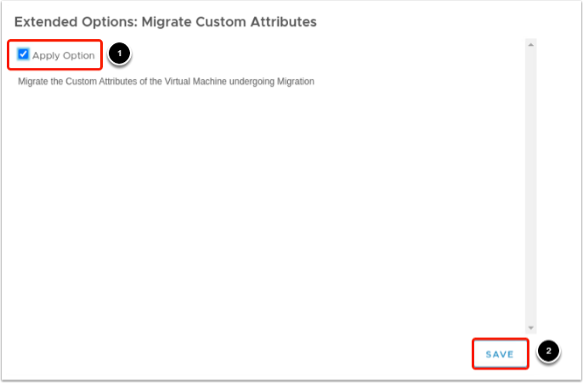 Extended Options: Migrate Custom Attributes
Apply Option
1
Migrate the Custom Attributes of the Virtual Machine undergoing Migration
SAVE
2